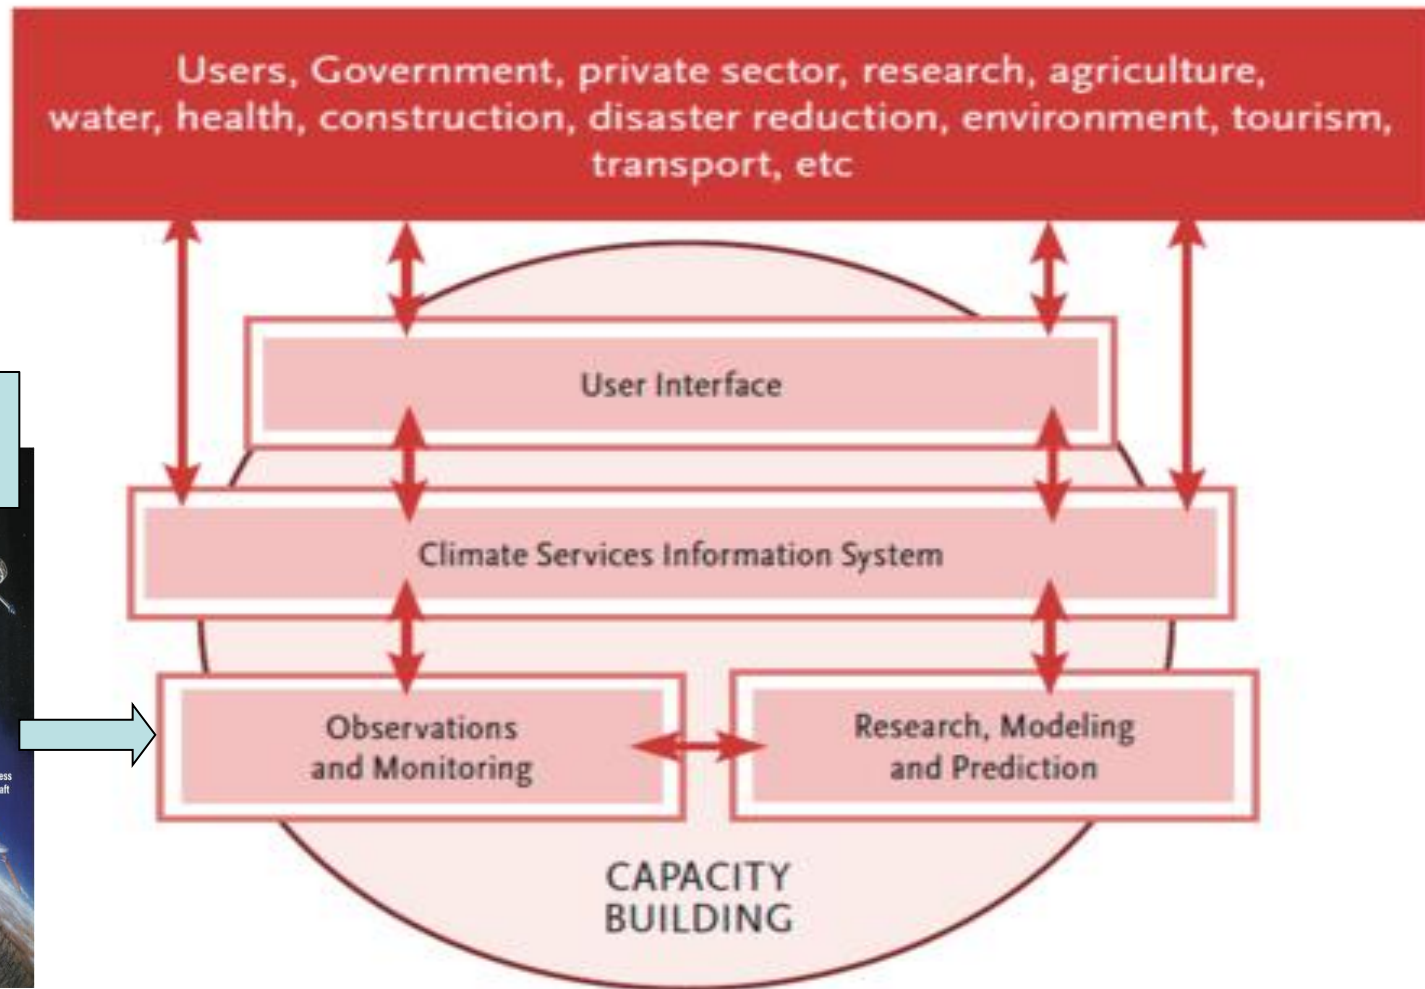 Users, Government, private sector, research, agriculture,
water, health, construction, disaster reduction, environment, tourism,
transport, etc
User Interface
Climate Services Information System
Observations
and Monitoring
Research, Modeling
and Prediction
CAPACITY
BUILDING